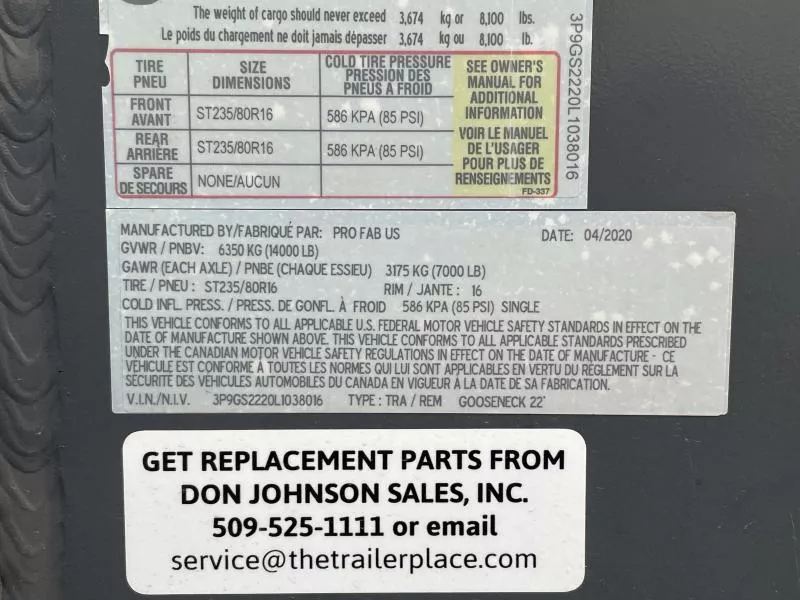 The weight of cargo should never exceed 3,674 kg or 8,100 lbs.
Le poids du chargement ne doit jamais dépasser 3,674 kg ou 8,100 lb.
TIRE
PNEU
SIZE
DIMENSIONS
COLD TIRE PRESSURE
PRESSION DES
PNEUS A FROID
SEE OWNER'S
MANUAL FOR
ADDITIONAL
INFORMATION
VOIR LE MANUEL
DE L'USAGER
POUR PLUS DE
RENSEIGNEMENTS
FD-337
FRONT
AVANT
ST235/80R16
586 KPA (85 PSI)
REAR
ARRIÈRE
ST235/80R16
586 KPA (85 PSI)
SPARE
DE SECOURS
NONE/AUCUN
3P9GS2220L1038016
MANUFACTURED BY/FABRIQUÉ PAR: PRO FAB US DATE: 04/2020
GVWR / PNBV: 6350 KG (14000 LB)
GAWR (EACH AXLE) / PNBE (CHAQUE ESSIEU) 3175 KG (7000 LB)
TIRE / PNEU : ST235/80R16 RIM / JANTE : 16
COLD INFL. PRESS. / PRESS. DE GONFL. À FROID 586 KPA (85 PSI) SINGLE
THIS VEHICLE CONFORMS TO ALL APPLICABLE U.S. FEDERAL MOTOR VEHICLE SAFETY STANDARDS IN EFFECT ON THE
DATE OF MANUFACTURE SHOWN ABOVE. THIS VEHICLE CONFORMS TO ALL APPLICABLE STANDARDS PRESCRIBED
UNDER THE CANADIAN MOTOR VEHICLE SAFETY REGULATIONS IN EFFECT ON THE DATE OF MANUFACTURE - CE
VÉHICULE EST CONFORME À TOUTES LES NORMES QUI LUI SONT APPLICABLES EN VERTU DU RÈGLEMENT SUR LA
SÉCURITÉ DES VÉHICULES AUTOMOBILES DU CANADA EN VIGUEUR À LA DATE DE SA FABRICATION.
V.I.N./N.I.V. 3P9GS2220L1038016 TYPE : TRA / REM GOOSENECK 22'
GET REPLACEMENT PARTS FROM
DON JOHNSON SALES, INC.
509-525-1111 or email
service@thetrailerplace.com